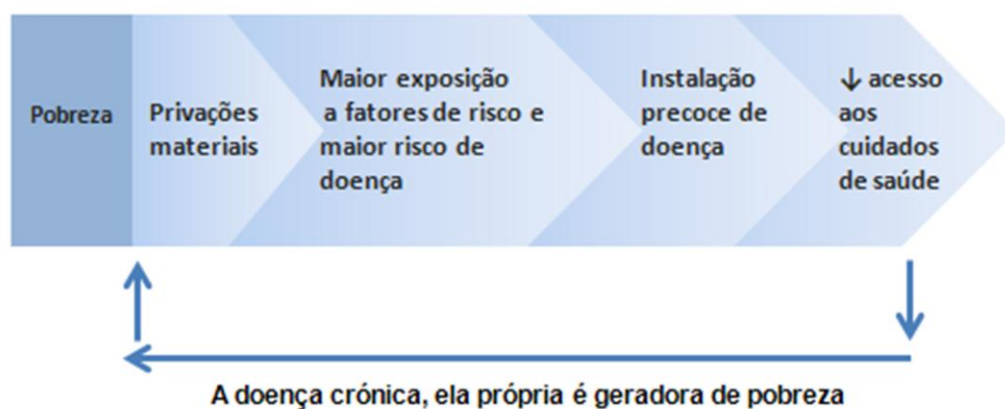 Pobreza
Privações
materiais
Maior exposição
a fatores de risco e
maior risco de
doença
Instalação
precoce de
doença
↓ acesso
aos
cuidados
de saúde
A doença crónica, ela própria é geradora de pobreza